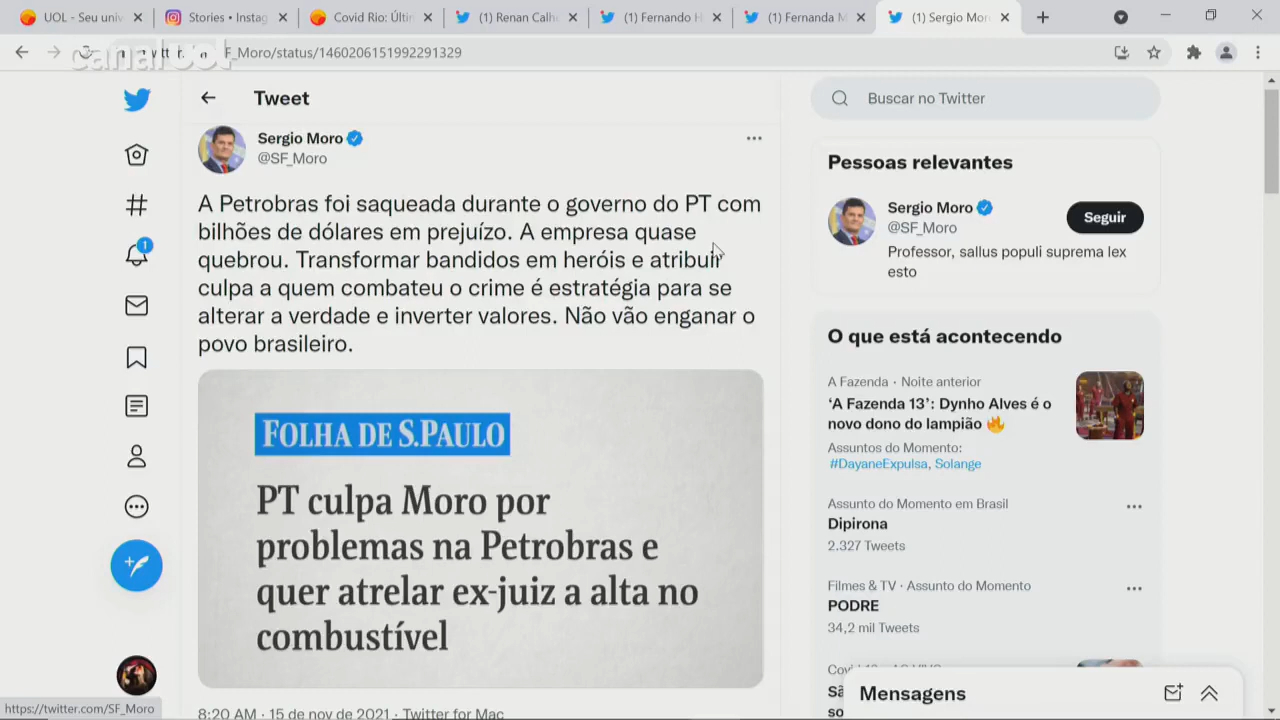 UOL - Seu univ
Stories • Instag
Covid Rio: Últi
(1) Renan Calh
(1) Fernando H
(1) Fernanda M
(1) Sergio Mor
canal UOL
F_Moro/status/1460206151992291329
Tweet
Buscar no Twitter
Sergio Moro
@SF_Moro
A Petrobras foi saqueada durante o governo do PT com
bilhões de dólares em prejuízo. A empresa quase
quebrou. Transformar bandidos em heróis e atribuir
culpa a quem combateu o crime é estratégia para se
alterar a verdade e inverter valores. Não vão enganar o
povo brasileiro.
FOLHA DE S.PAULO
PT culpa Moro por
problemas na Petrobras e
quer atrelar ex-juiz a alta no
combustível
8:20 AM · 15 de nov de 2021 · Twitter for Mac
Pessoas relevantes
Sergio Moro
@SF_Moro
Seguir
Professor, sallus populi suprema lex
esto
O que está acontecendo
A Fazenda · Noite anterior
‘A Fazenda 13’: Dynho Alves é o
novo dono do lampião 🔥
Assuntos do Momento:
#DayaneExpulsa, Solange
Assunto do Momento em Brasil
Dipirona
2.327 Tweets
Filmes & TV · Assunto do Momento
PODRE
34,2 mil Tweets
Mensagens
1
https://twitter.com/SF_Moro